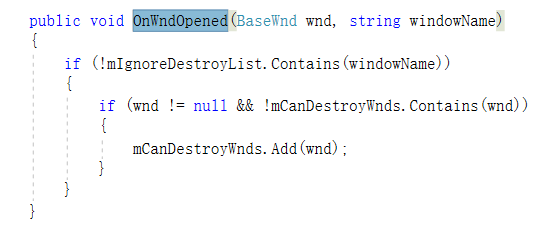 public void OnWndOpened(BaseWnd wnd, string windowName)
{
if (!mIgnoreDestroyList.Contains(windowName))
{
if (wnd != null && !mCanDestroyWnds.Contains(wnd))
{
mCanDestroyWnds.Add(wnd);
}
}
}